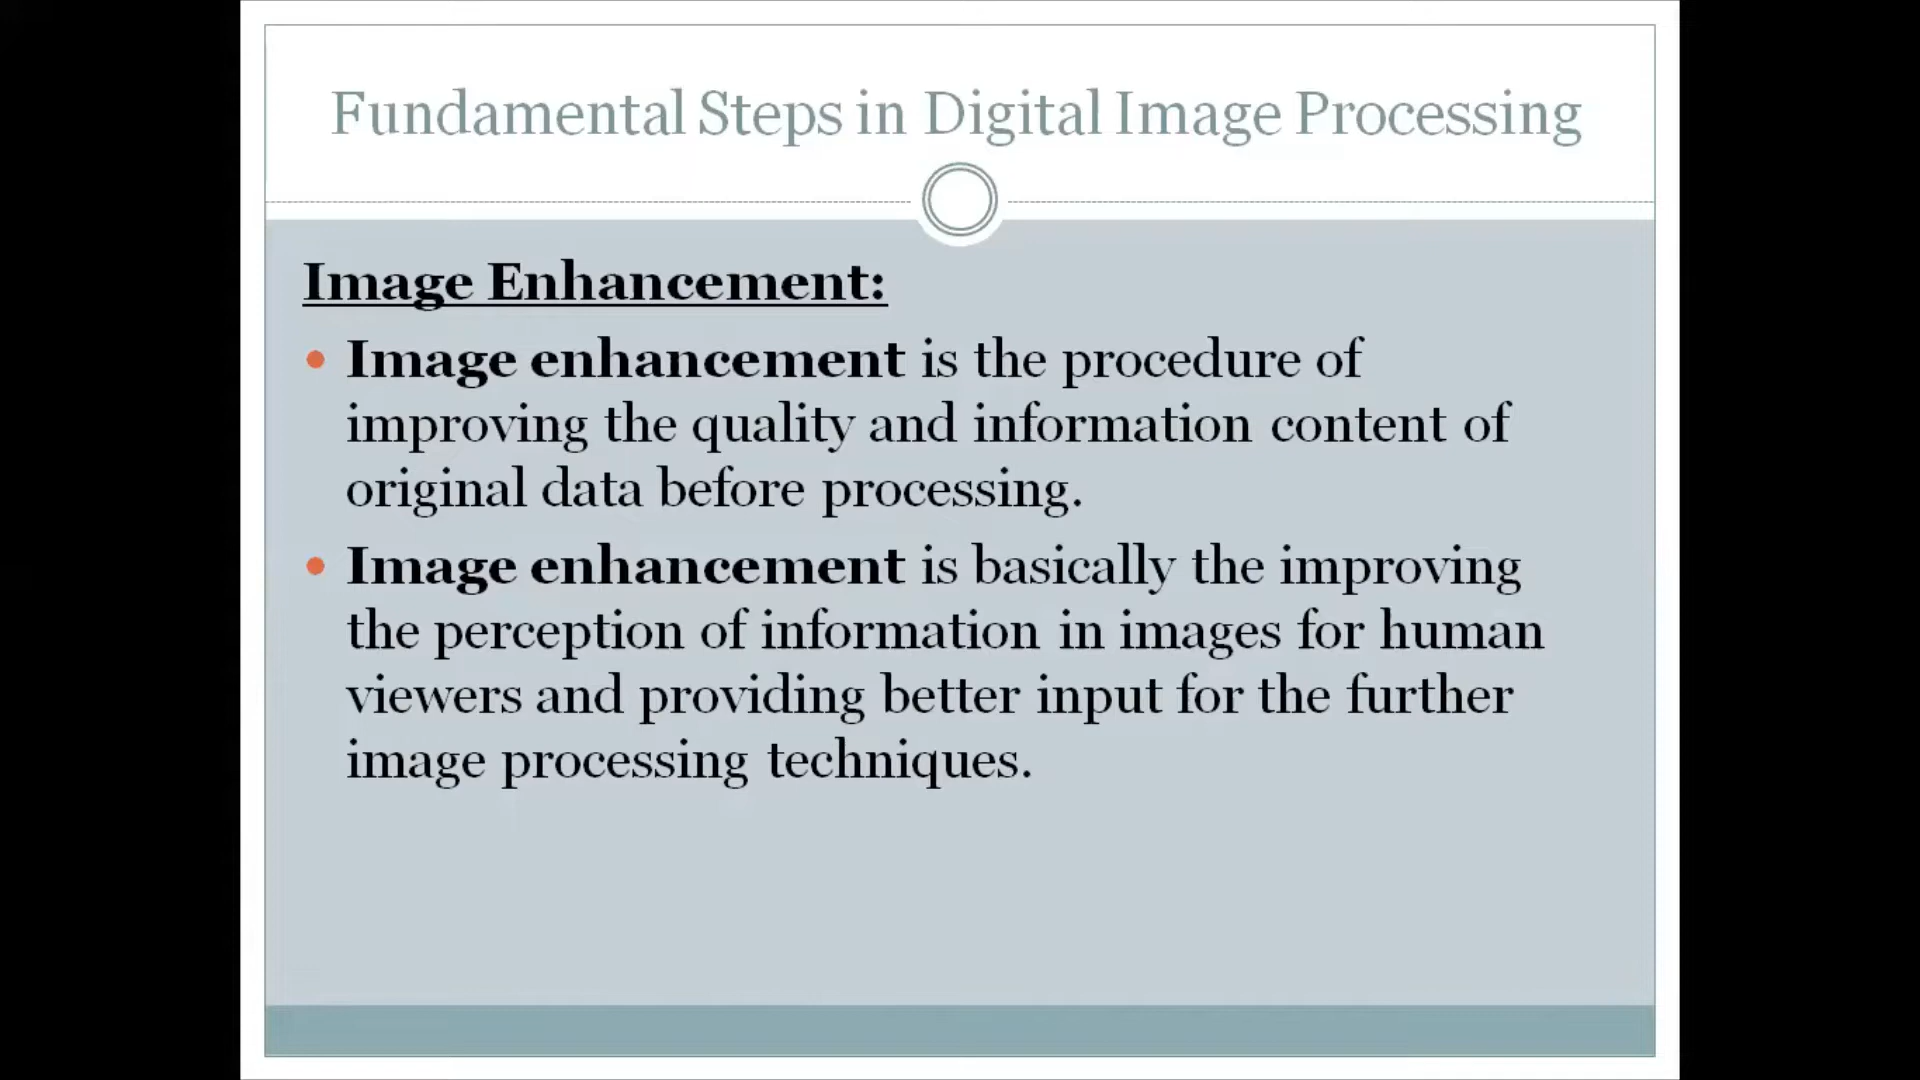 Fundamental Steps in Digital Image Processing
Image Enhancement:
• Image enhancement is the procedure of
improving the quality and information content of
original data before processing.
• Image enhancement is basically the improving
the perception of information in images for human
viewers and providing better input for the further
image processing techniques.